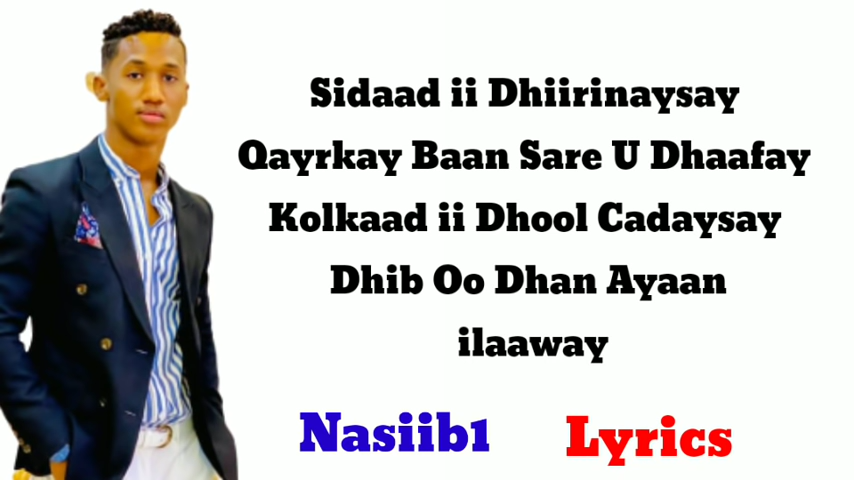 Sidaad ii Dhiirinaysay
Qayrkay Baan Sare U Dhaafay
Kolkaad ii Dhool Cadaysay
Dhib Oo Dhan Ayaan
ilaaway
Nasiib1 Lyrics